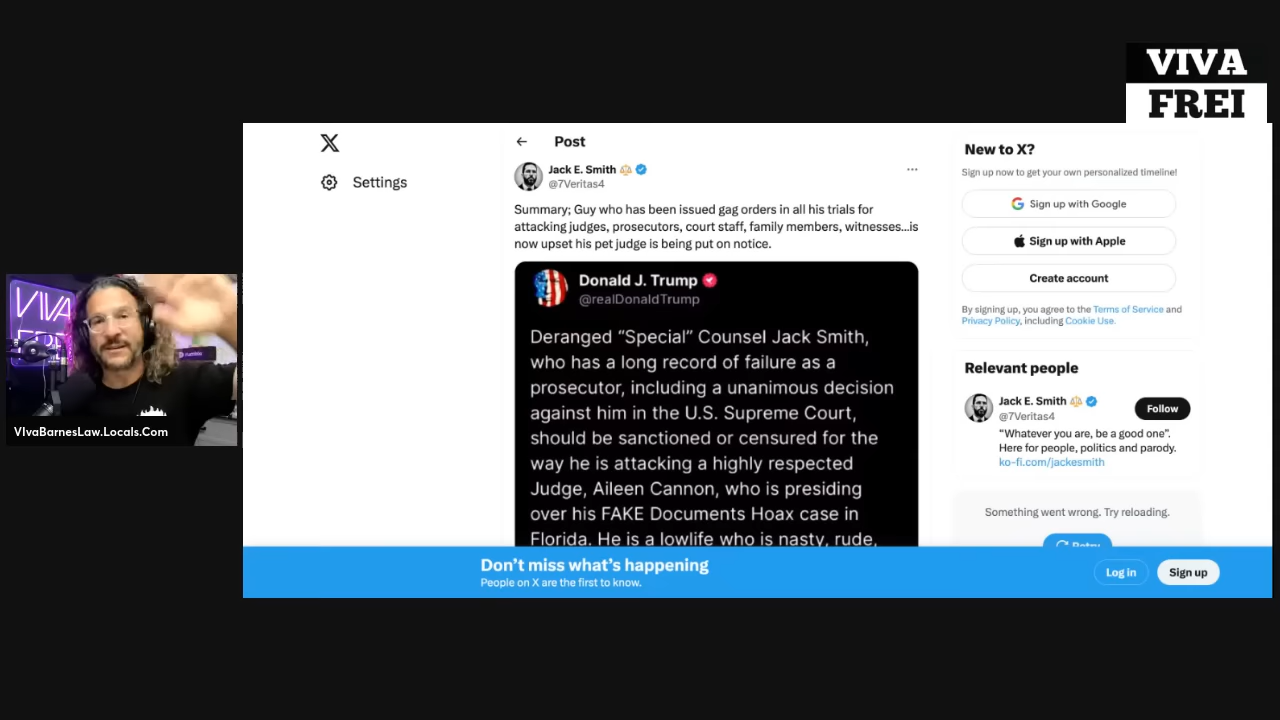 VIVA
FREI
Post
Settings
Jack E. Smith
@7Veritas4
Summary; Guy who has been issued gag orders in all his trials for
attacking judges, prosecutors, court staff, family members, witnesses...is
now upset his pet judge is being put on notice.
Donald J. Trump
@realDonaldTrump
Deranged “Special” Counsel Jack Smith,
who has a long record of failure as a
prosecutor, including a unanimous decision
against him in the U.S. Supreme Court,
should be sanctioned or censured for the
way he is attacking a highly respected
Judge, Aileen Cannon, who is presiding
over his FAKE Documents Hoax case in
Florida. He is a lowlife who is nasty, rude,
New to X?
Sign up now to get your own personalized timeline!
Sign up with Google
Sign up with Apple
Create account
By signing up, you agree to the Terms of Service and
Privacy Policy, including Cookie Use.
Relevant people
Jack E. Smith
@7Veritas4
Follow
“Whatever you are, be a good one”.
Here for people, politics and parody.
ko-fi.com/jackesmith
Something went wrong. Try reloading.
Retry
VIVA
FREI
rumble
VIvaBarnesLaw.Locals.Com
Don’t miss what’s happening
People on X are the first to know.
Log in
Sign up